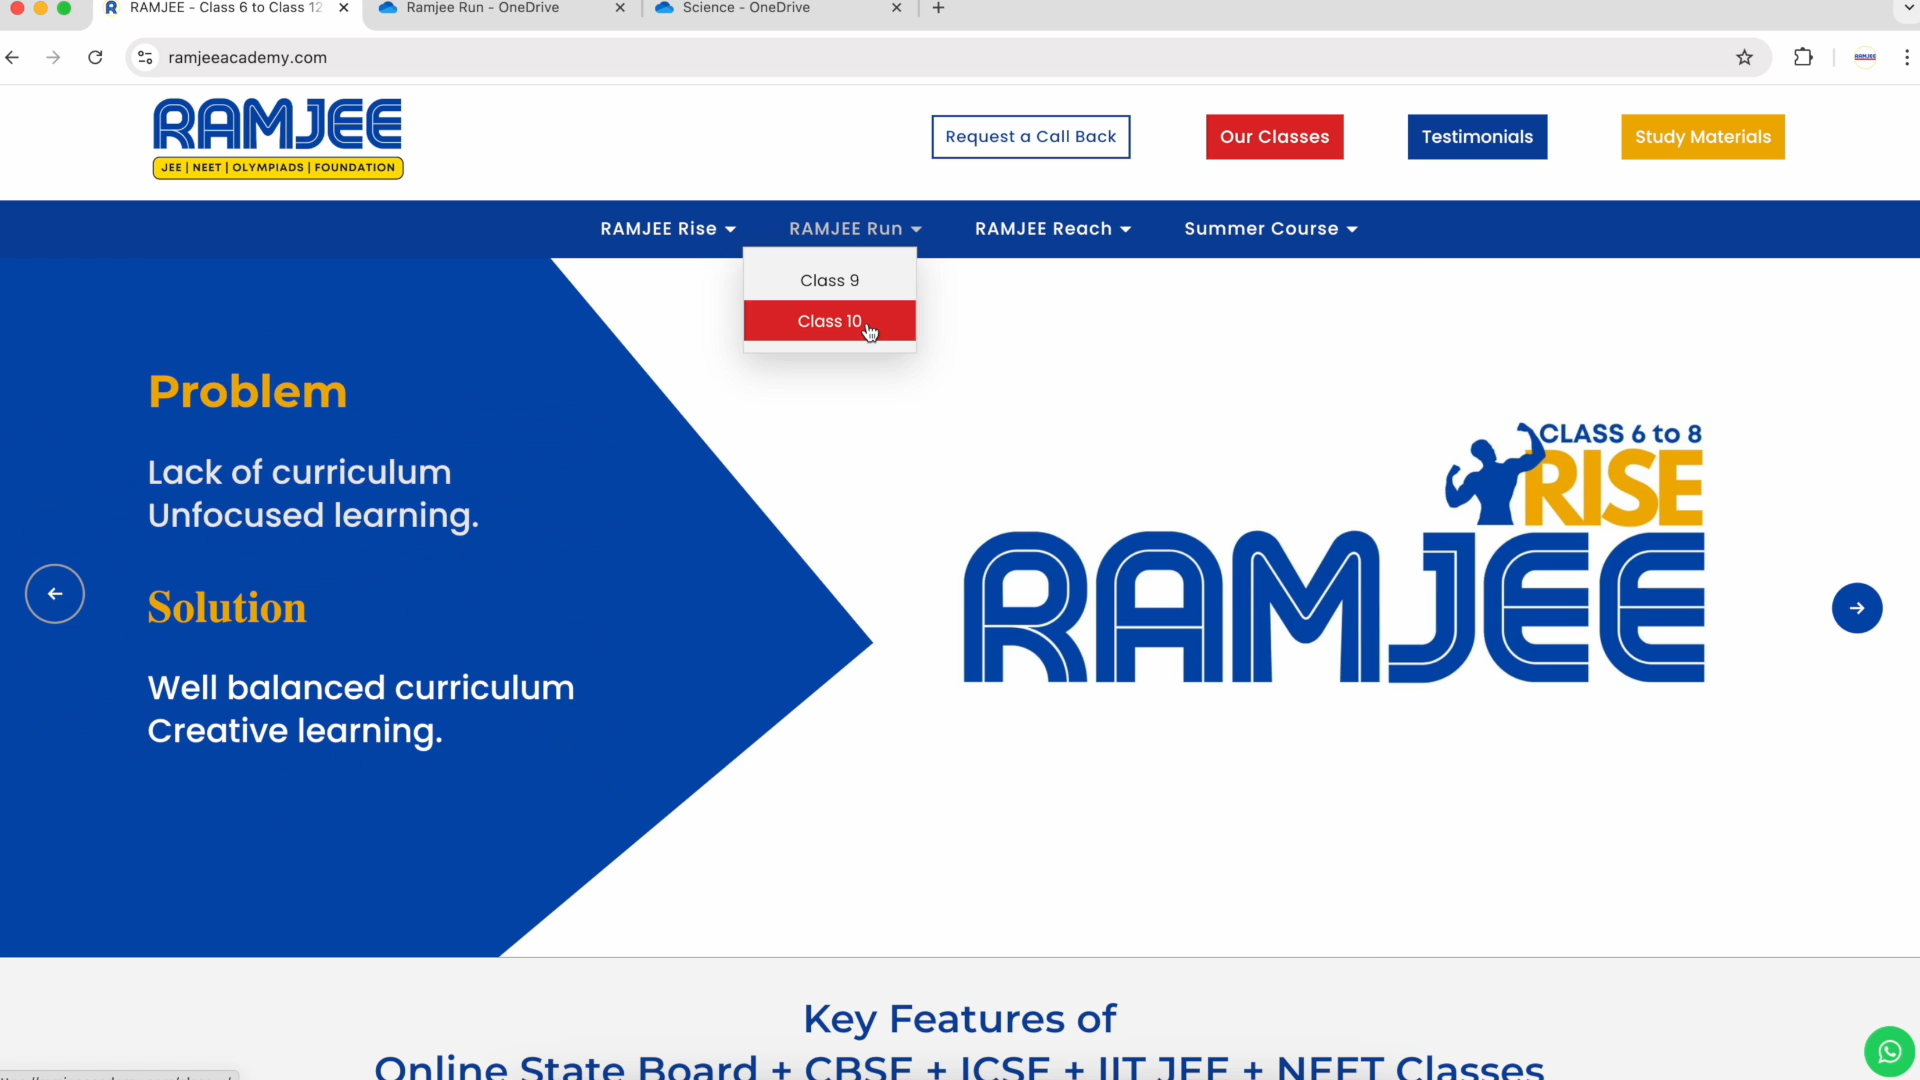 RAMJEE - Class 6 to Class 12
Ramjee Run - OneDrive
Science - OneDrive
ramjeeacademy.com
RAMJEE
RAMJEE
JEE | NEET | OLYMPIADS | FOUNDATION
Request a Call Back
Our Classes
Testimonials
Study Materials
RAMJEE Rise
RAMJEE Run
RAMJEE Reach
Summer Course
Class 9
Class 10
Problem
Lack of curriculum
Unfocused learning.
Solution
Well balanced curriculum
Creative learning.
CLASS 6 to 8
RISE
RAMJEE
Key Features of
Online State Board + CBSE + ICSE + IIT JEE + NEET Classes